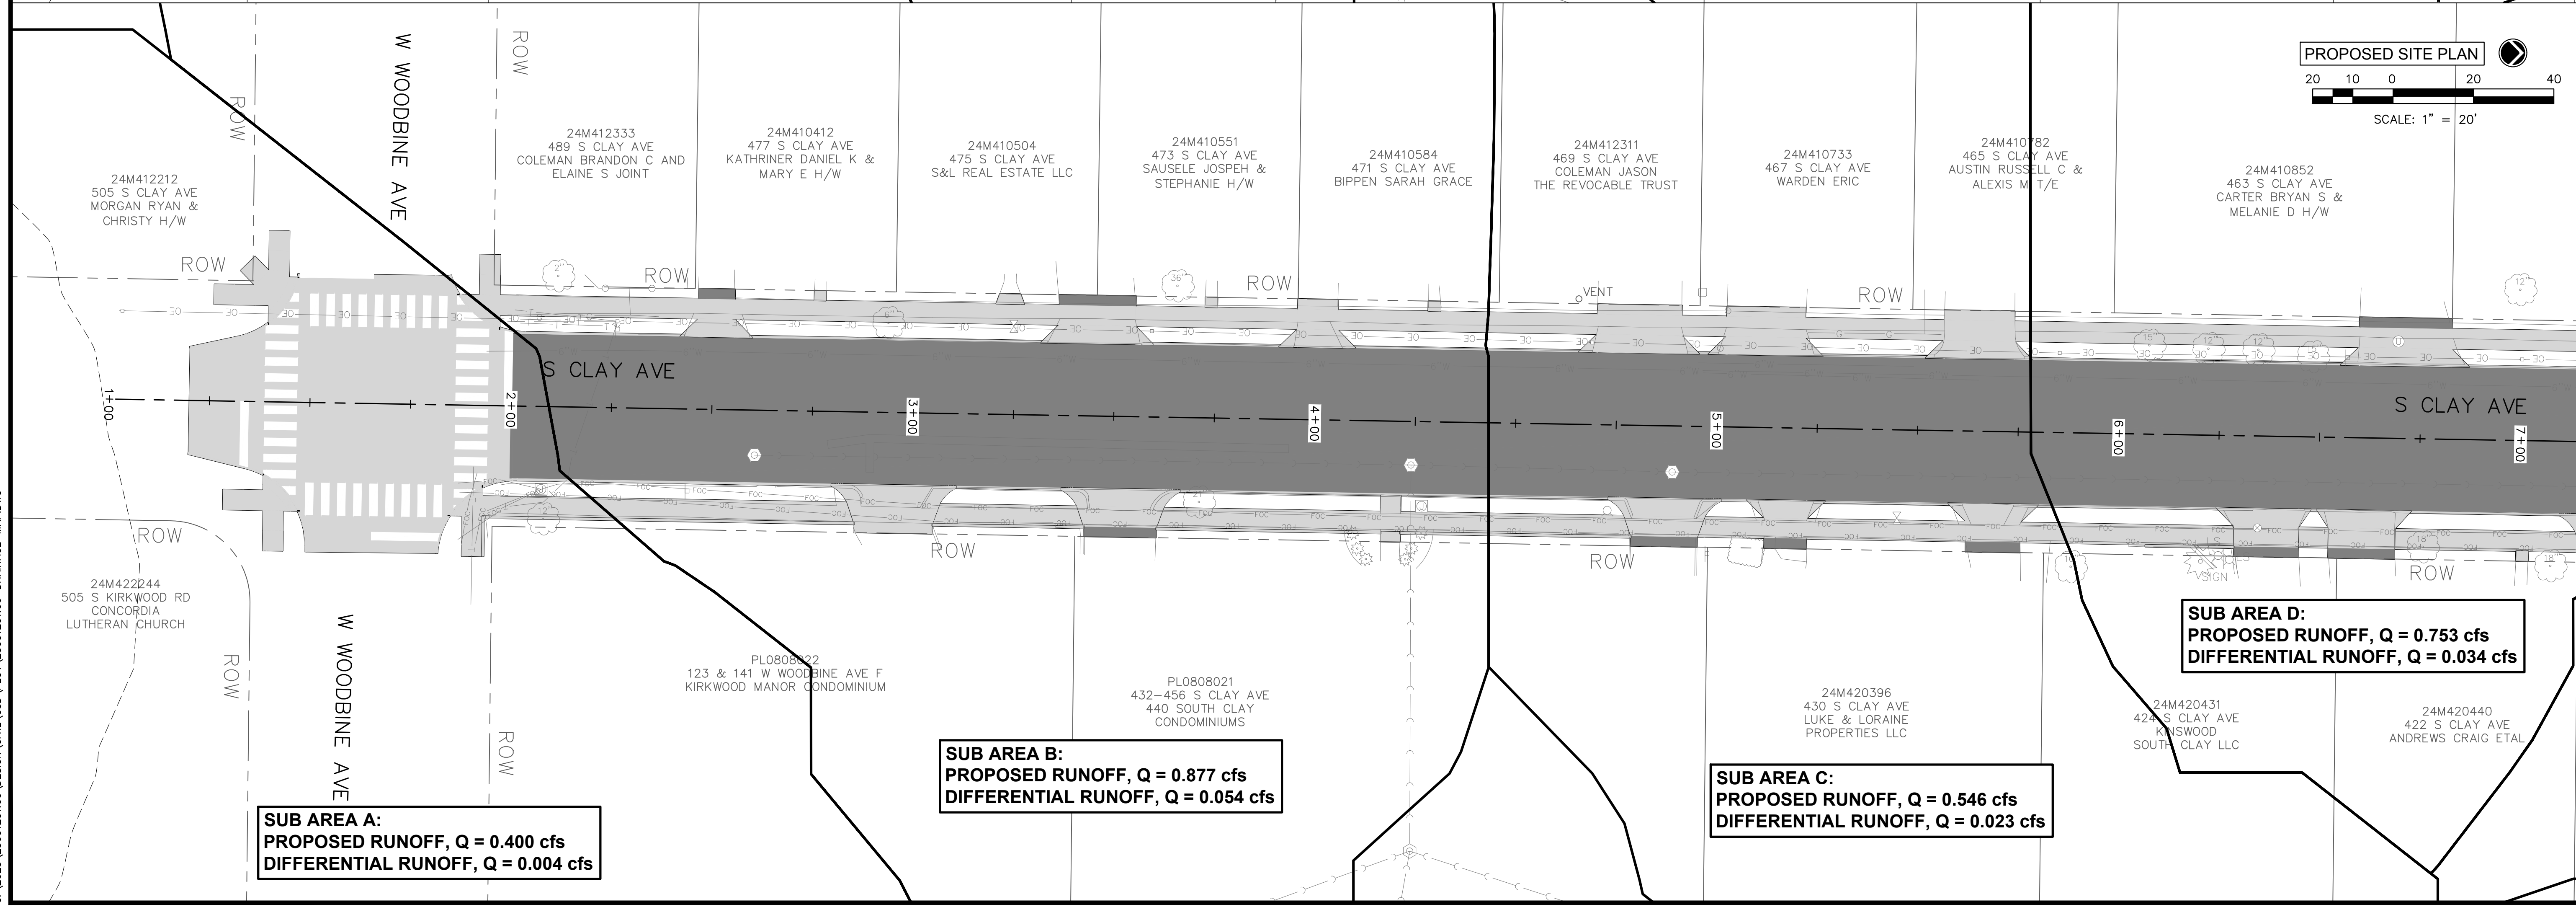 PROPOSED SITE PLAN
20 10 0 20 40
SCALE: 1" = 20'
W WOODBINE AVE
ROW
ROW
24M412212
505 S CLAY AVE
MORGAN RYAN &
CHRISTY H/W
24M412333
489 S CLAY AVE
COLEMAN BRANDON C AND
ELAINE S JOINT
24M410412
477 S CLAY AVE
KATHRINER DANIEL K &
MARY E H/W
24M410504
475 S CLAY AVE
S&L REAL ESTATE LLC
24M410551
473 S CLAY AVE
SAUSELE JOSPEH &
STEPHANIE H/W
24M410584
471 S CLAY AVE
BIPPEN SARAH GRACE
24M412311
469 S CLAY AVE
COLEMAN JASON
THE REVOCABLE TRUST
24M410733
467 S CLAY AVE
WARDEN ERIC
24M410782
465 S CLAY AVE
AUSTIN RUSSELL C &
ALEXIS M T/E
24M410852
463 S CLAY AVE
CARTER BRYAN S &
MELANIE D H/W
ROW
ROW
ROW
ROW
VENT
2"
6"
36"
15"
12"
12"
12"
S CLAY AVE
S CLAY AVE
1+00
2+00
3+00
4+00
5+00
6+00
7+00
12"
18"
18"
SIGN
ROW
ROW
ROW
ROW
24M422244
505 S KIRKWOOD RD
CONCORDIA
LUTHERAN CHURCH
W WOODBINE AVE
ROW
ROW
PL0808022
123 & 141 W WOODBINE AVE F
KIRKWOOD MANOR CONDOMINIUM
PL0808021
432-456 S CLAY AVE
440 SOUTH CLAY
CONDOMINIUMS
24M420396
430 S CLAY AVE
LUKE & LORAINE
PROPERTIES LLC
24M420431
424 S CLAY AVE
KINSWOOD
SOUTH CLAY LLC
24M420440
422 S CLAY AVE
ANDREWS CRAIG ETAL
SUB AREA A:
PROPOSED RUNOFF, Q = 0.400 cfs
DIFFERENTIAL RUNOFF, Q = 0.004 cfs
SUB AREA B:
PROPOSED RUNOFF, Q = 0.877 cfs
DIFFERENTIAL RUNOFF, Q = 0.054 cfs
SUB AREA C:
PROPOSED RUNOFF, Q = 0.546 cfs
DIFFERENTIAL RUNOFF, Q = 0.023 cfs
SUB AREA D:
PROPOSED RUNOFF, Q = 0.753 cfs
DIFFERENTIAL RUNOFF, Q = 0.034 cfs